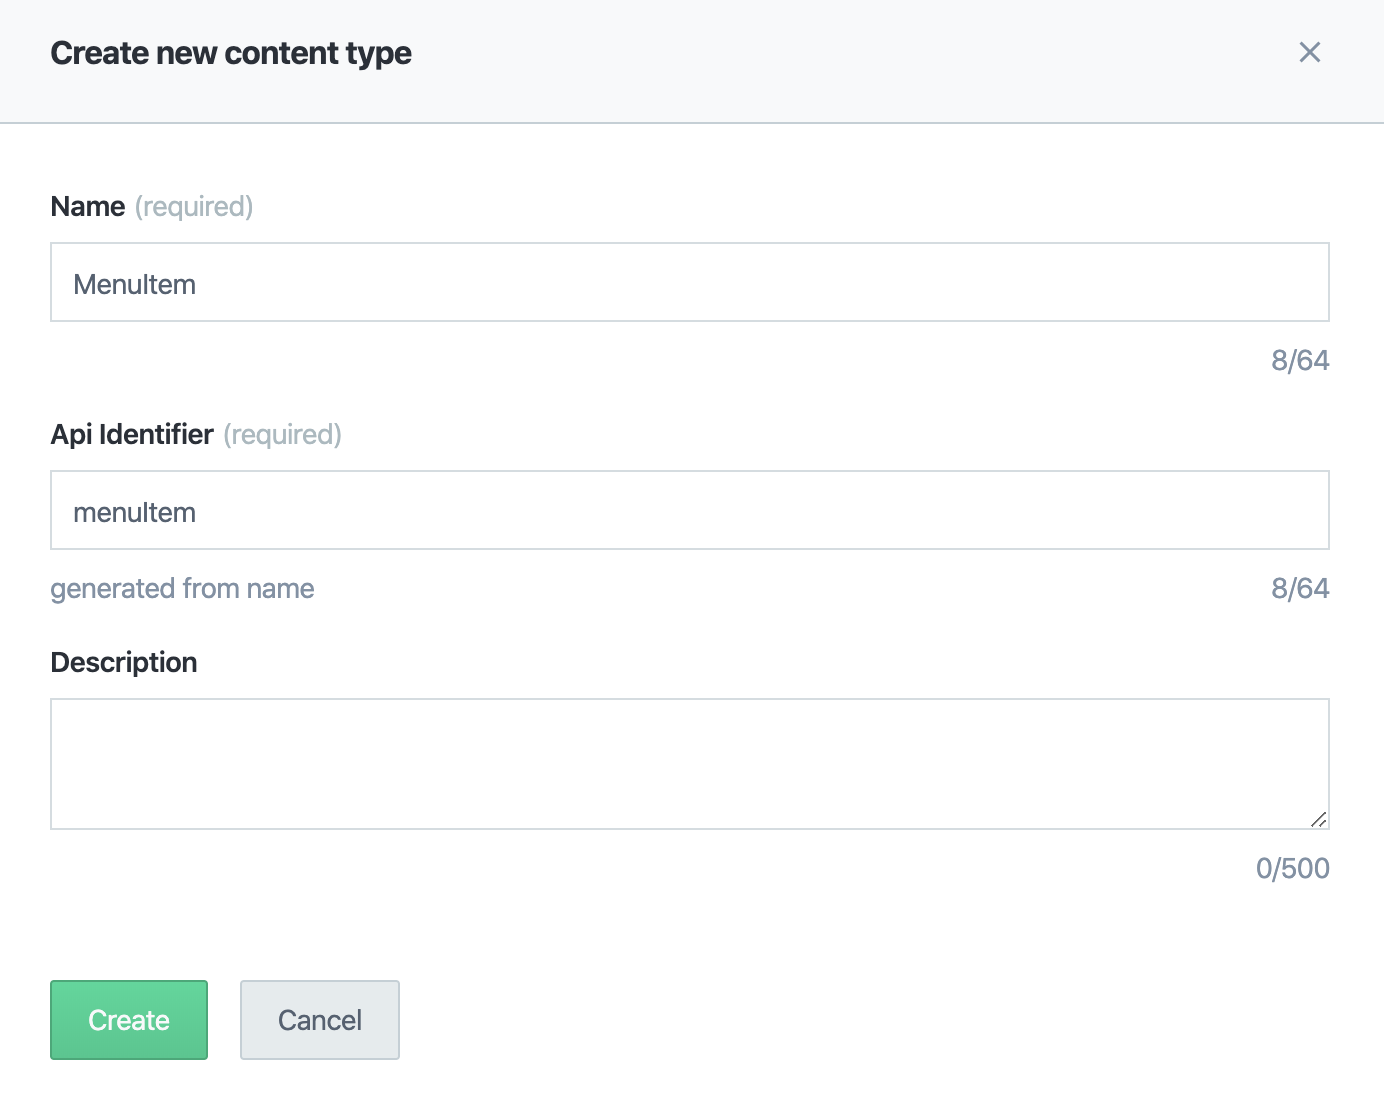 Create new content type
Name (required)
MenuItem
8/64
Api Identifier (required)
menuItem
generated from name 8/64
Description
0/500
Create Cancel